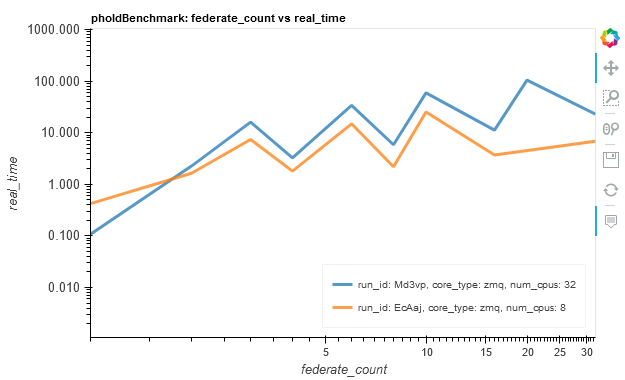 pholdBenchmark: federate_count vs real_time
1000.000
100.000
10.000
1.000
0.100
0.010
real_time
run_id: Md3vp, core_type: zmq, num_cpus: 32
run_id: EcAaj, core_type: zmq, num_cpus: 8
5 10 15 20 25 30
federate_count